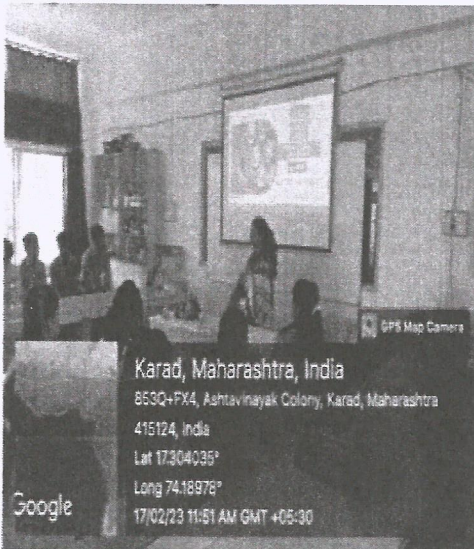 GPS Map Camera
Karad, Maharashtra, India
853Q+FX4, Ashtavinayak Colony, Karad, Maharashtra
415124, India
Lat 17.304035°
Long 74.18978°
17/02/23 11:51 AM GMT +05:30
Google